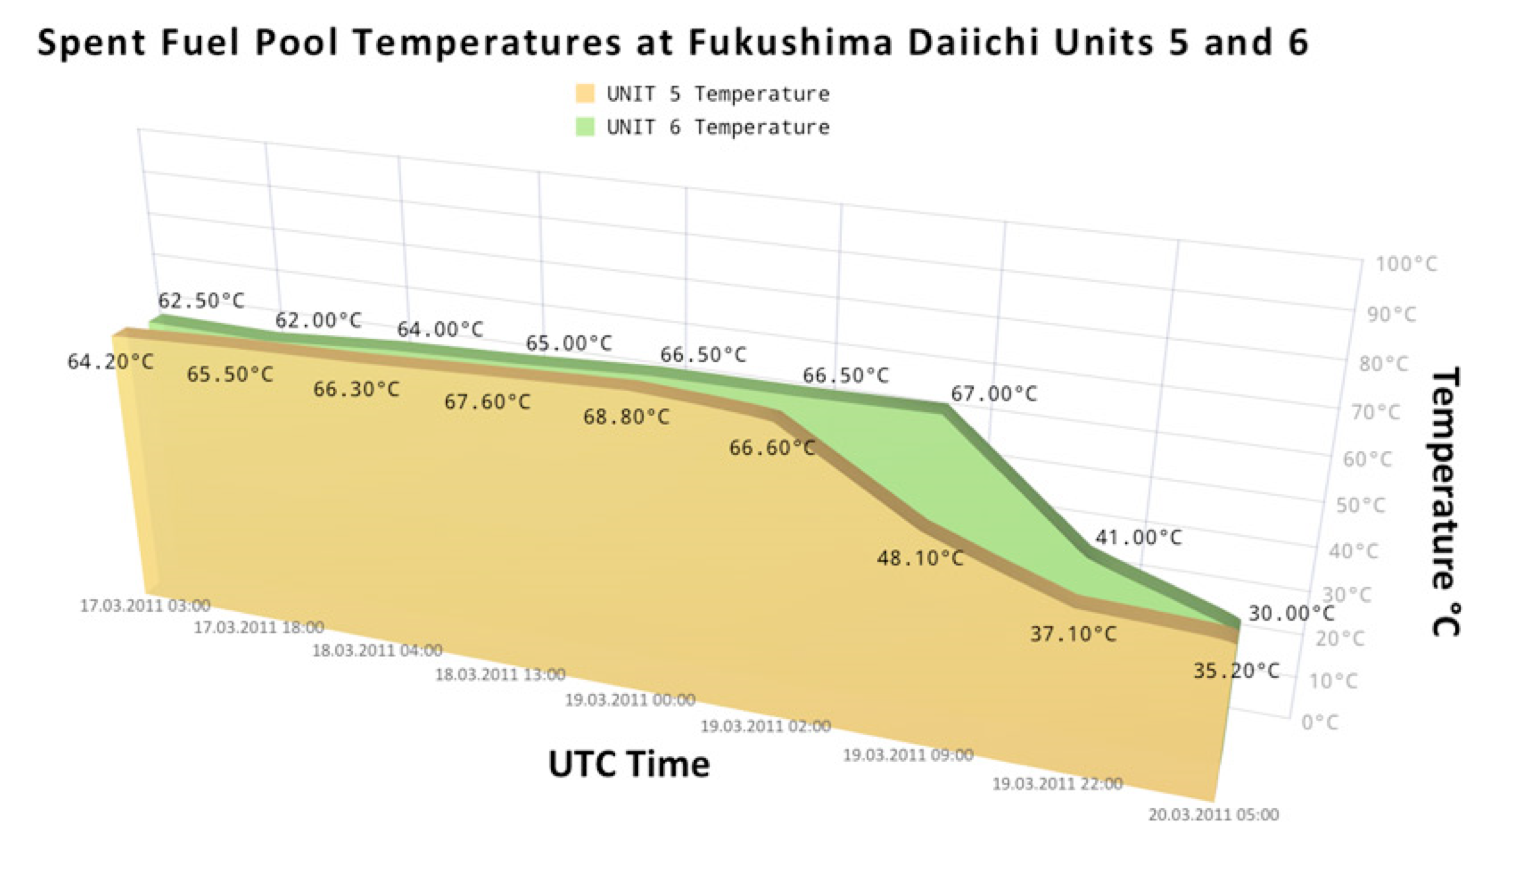 Spent Fuel Pool Temperatures at Fukushima Daiichi Units 5 and 6
UNIT 5 Temperature
UNIT 6 Temperature
62.50°C
62.00°C
64.00°C
65.00°C
66.50°C
66.50°C
67.00°C
41.00°C
30.00°C
64.20°C
65.50°C
66.30°C
67.60°C
68.80°C
66.60°C
48.10°C
37.10°C
35.20°C
100°C
90°C
80°C
70°C
60°C
50°C
40°C
30°C
20°C
10°C
0°C
Temperature °C
17.03.2011 03:00
17.03.2011 18:00
18.03.2011 04:00
18.03.2011 13:00
19.03.2011 00:00
19.03.2011 02:00
19.03.2011 09:00
19.03.2011 22:00
20.03.2011 05:00
UTC Time